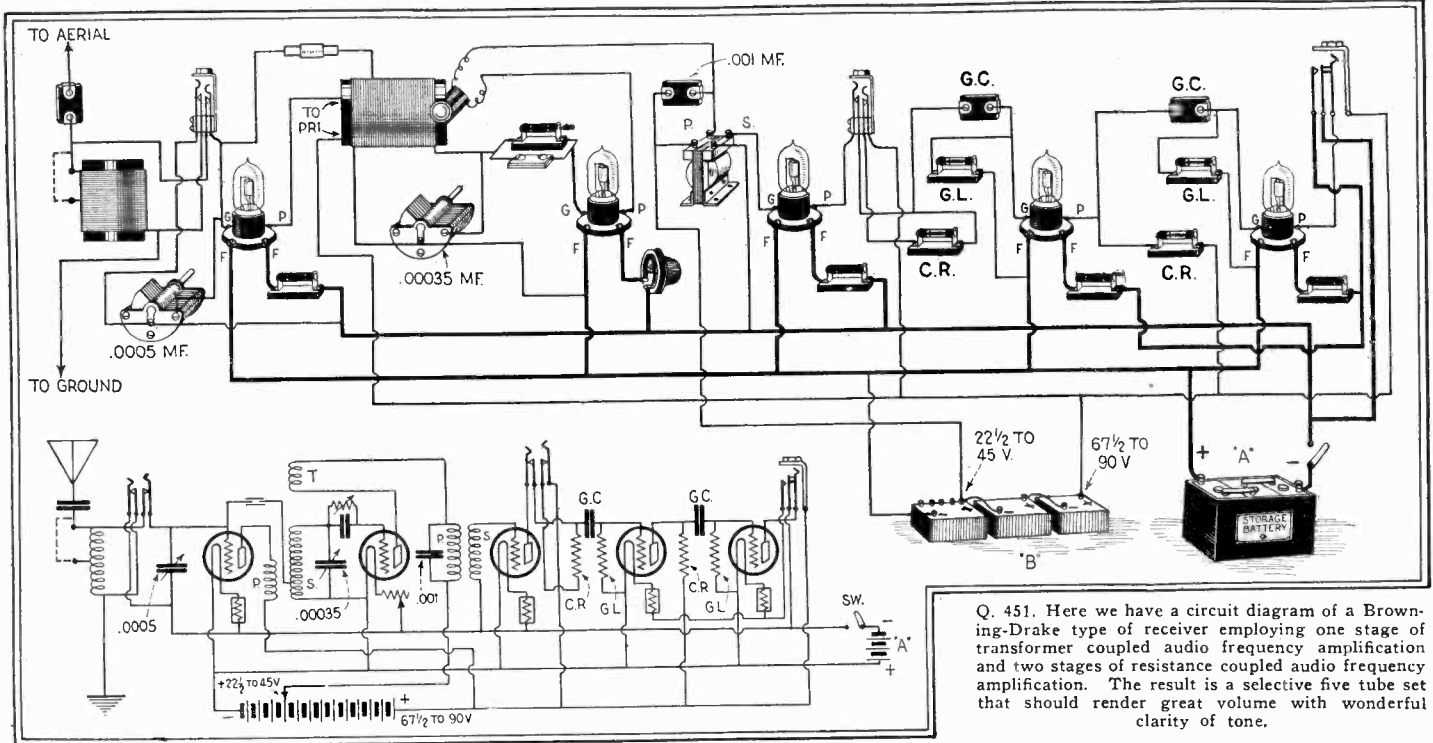 TO AERIAL
.001 MF.
G.C.
G.C.
TO PRI.
P.
S.
G.L.
G.L.
G
P
G
P
G
P
G
P
G
P
F
F
F
F
F
F
F
F
F
F
C.R.
C.R.
.00035 MF.
.0005 MF.
TO GROUND
22½ TO 45 V.
67½ TO 90 V
+
"A"
-
STORAGE
BATTERY
"B"
T
G.C
G.C.
P
S
P
S
.0005
.00035
.001
C.R
G.L
C.R
G.L
SW.
-
"A"
+
+22½ TO 45V
-
+
67½ TO 90V
Q. 451. Here we have a circuit diagram of a Brown-
ing-Drake type of receiver employing one stage of
transformer coupled audio frequency amplification
and two stages of resistance coupled audio frequency
amplification. The result is a selective five tube set
that should render great volume with wonderful
clarity of tone.